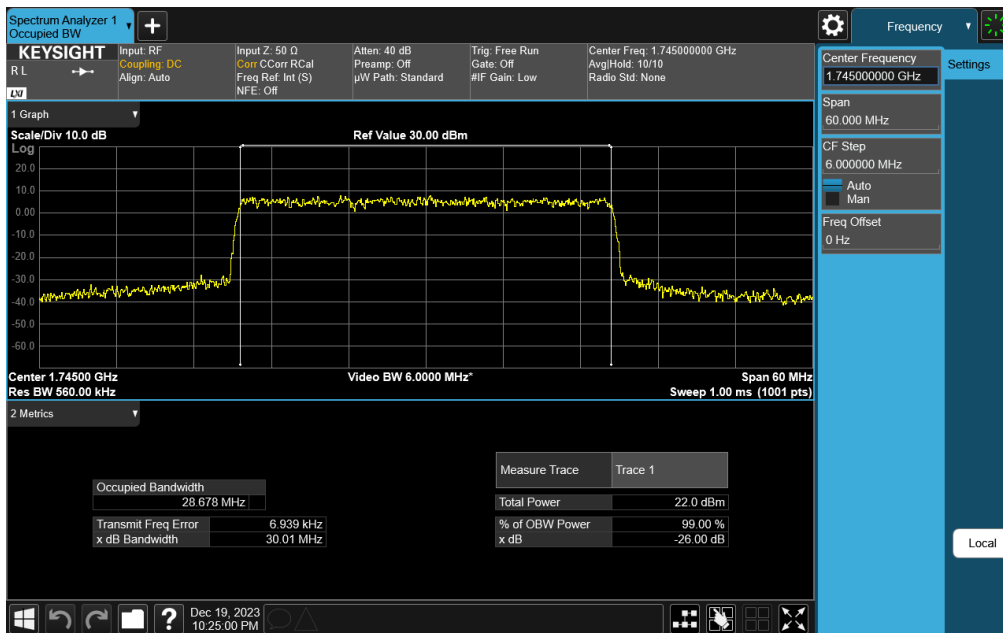 Spectrum Analyzer 1
Occupied BW
Frequency
KEYSIGHT
R L
LXI
Input: RF
Coupling: DC
Align: Auto
Input Z: 50 Ω
Corr CCorr RCal
Freq Ref: Int (S)
NFE: Off
Atten: 40 dB
Preamp: Off
µW Path: Standard
Trig: Free Run
Gate: Off
#IF Gain: Low
Center Freq: 1.745000000 GHz
Avg|Hold: 10/10
Radio Std: None
Center Frequency
1.745000000 GHz
Settings
Span
60.000 MHz
CF Step
6.000000 MHz
Auto
Man
Freq Offset
0 Hz
Local
1 Graph
Scale/Div 10.0 dB
Ref Value 30.00 dBm
Log
20.0
10.0
0.00
-10.0
-20.0
-30.0
-40.0
-50.0
-60.0
Center 1.74500 GHz
Video BW 6.0000 MHz*
Span 60 MHz
Res BW 560.00 kHz
Sweep 1.00 ms (1001 pts)
2 Metrics
Measure Trace Trace 1
Occupied Bandwidth
28.678 MHz
Total Power 22.0 dBm
Transmit Freq Error 6.939 kHz
% of OBW Power 99.00 %
x dB Bandwidth 30.01 MHz
x dB -26.00 dB
?
Dec 19, 2023
10:25:00 PM